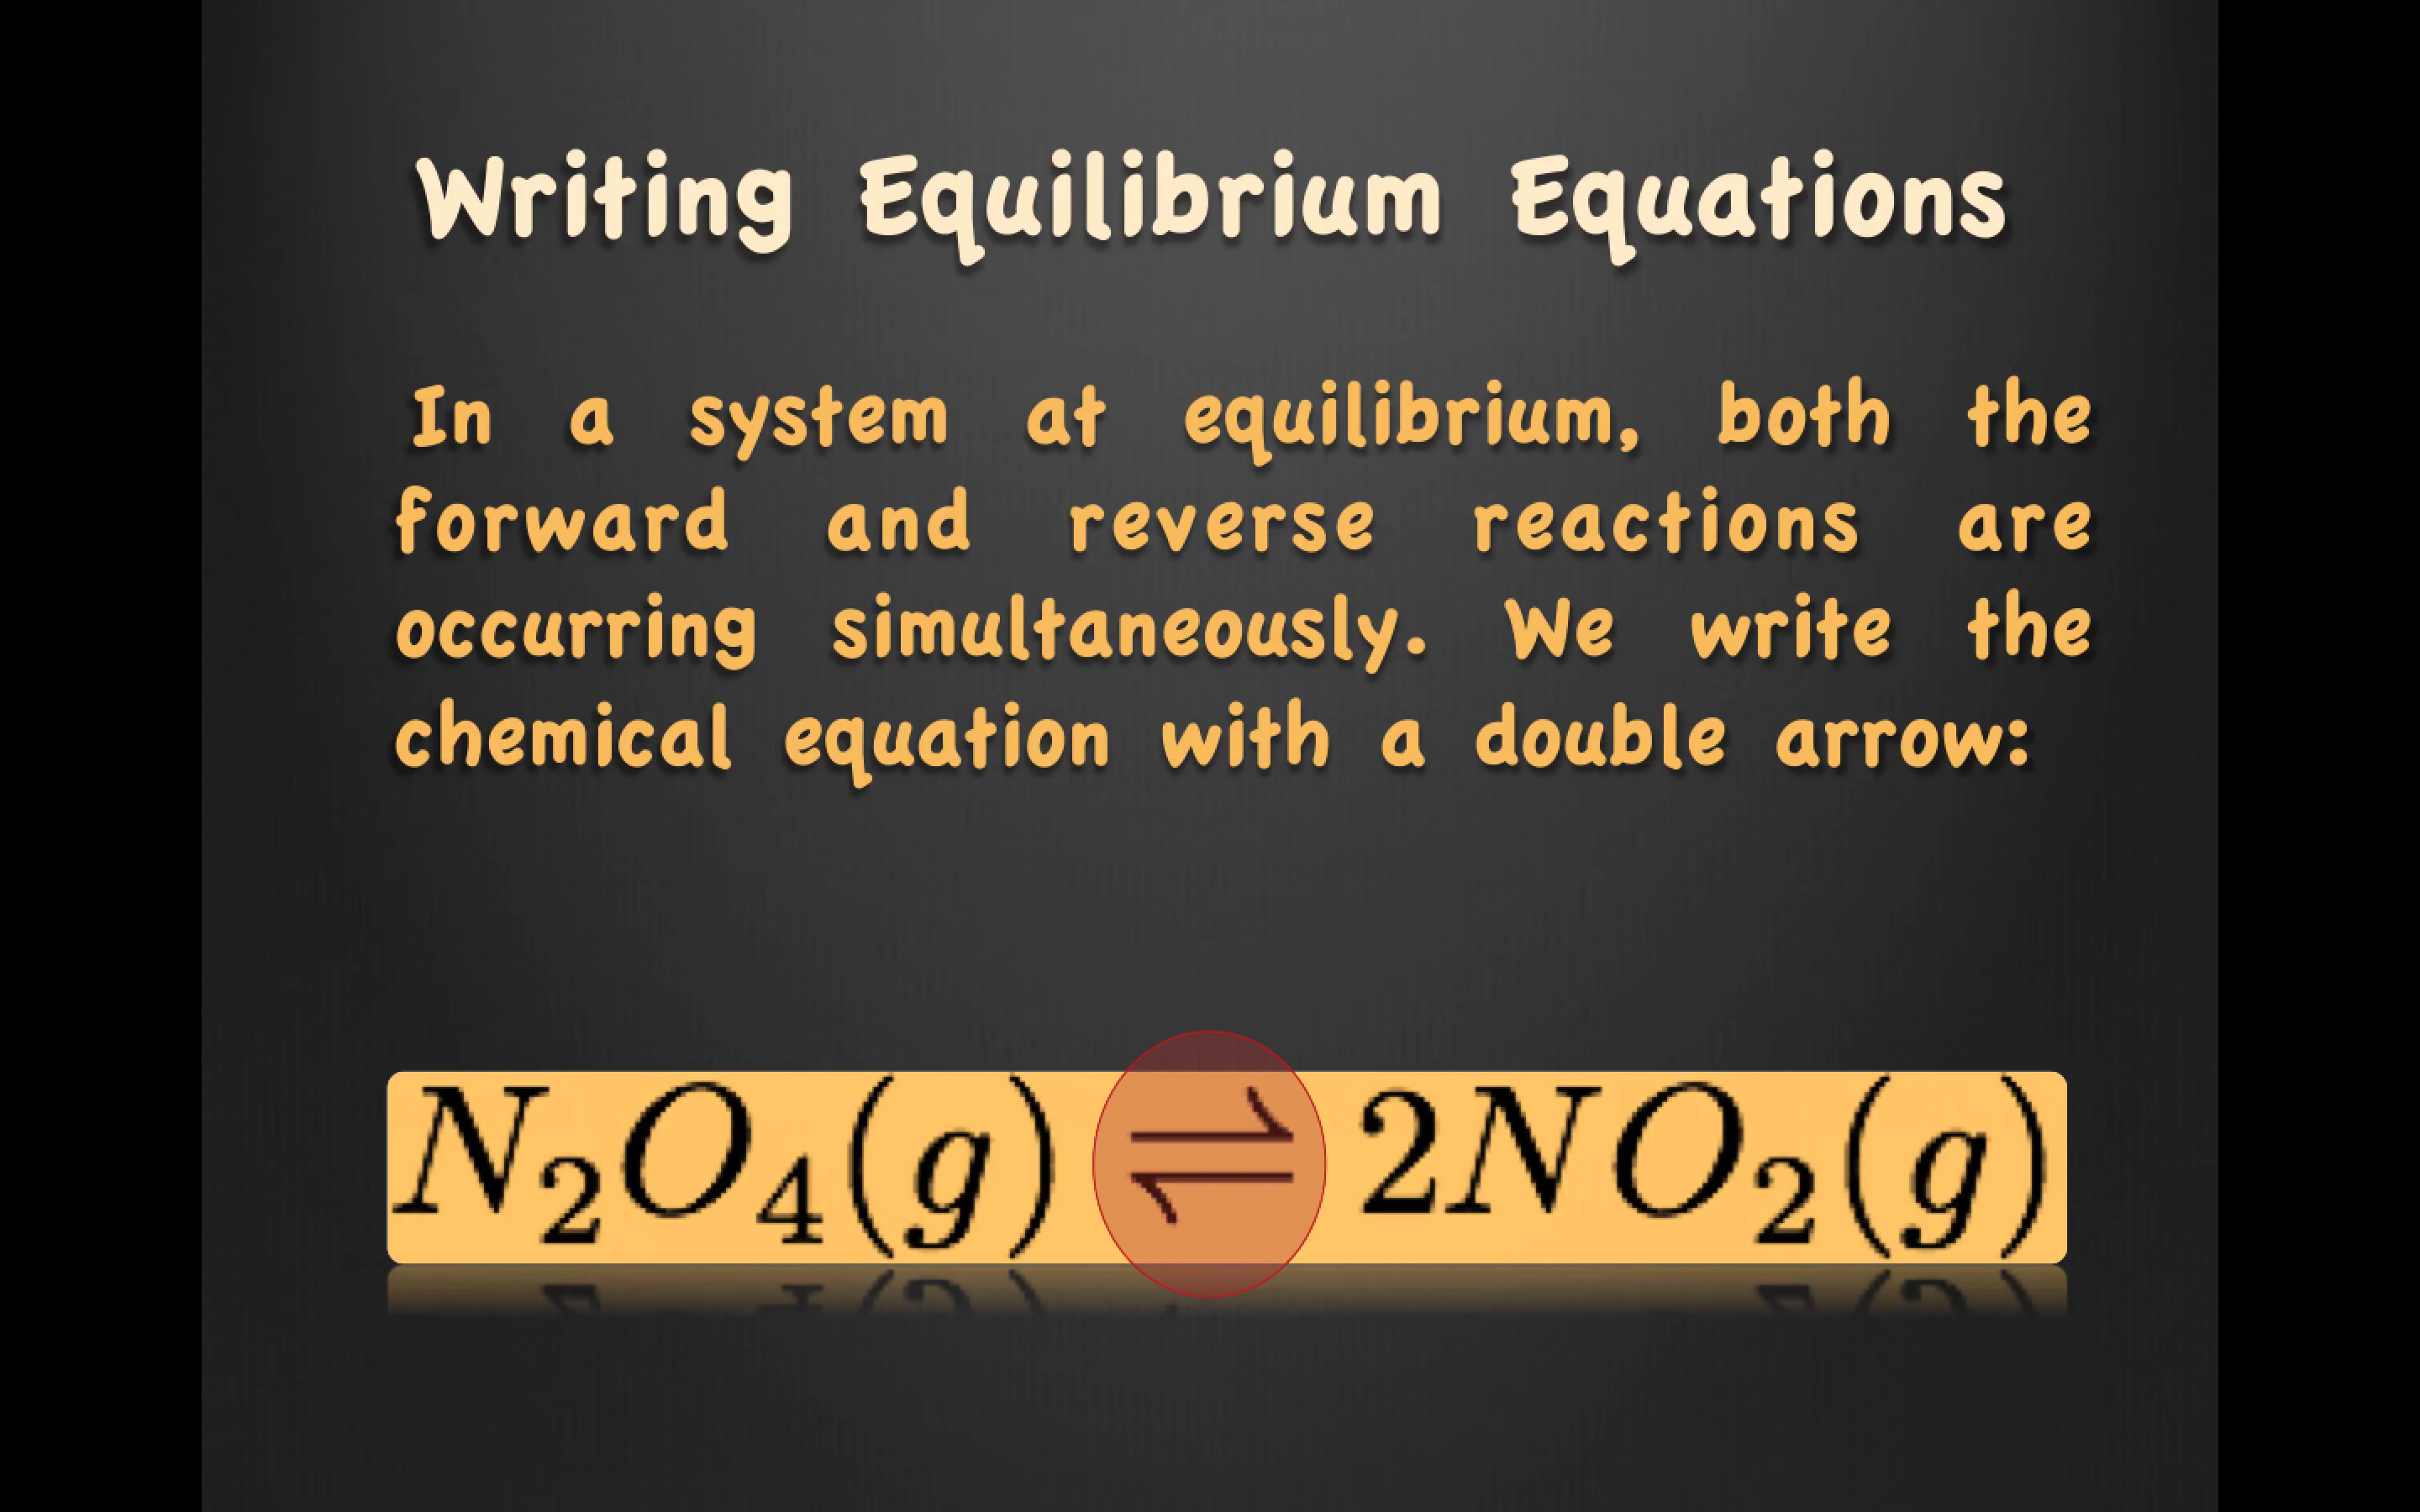 Writing Equilibrium Equations
In a system at equilibrium, both the
forward and reverse reactions are
occurring simultaneously. We write the
chemical equation with a double arrow:
N₂O₄(g) ⇌ 2NO₂(g)